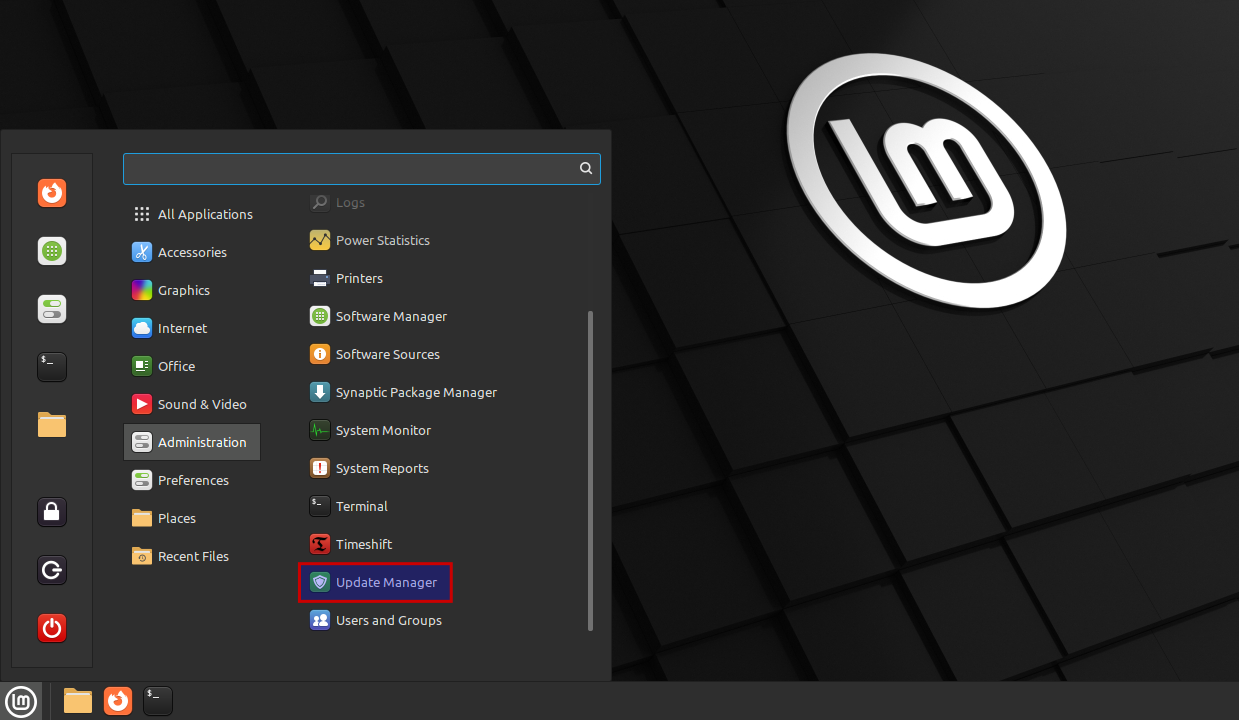 All Applications
Accessories
Graphics
Internet
Office
Sound & Video
Administration
Preferences
Places
Recent Files
Logs
Power Statistics
Printers
Software Manager
Software Sources
Synaptic Package Manager
System Monitor
System Reports
Terminal
Timeshift
Update Manager
Users and Groups